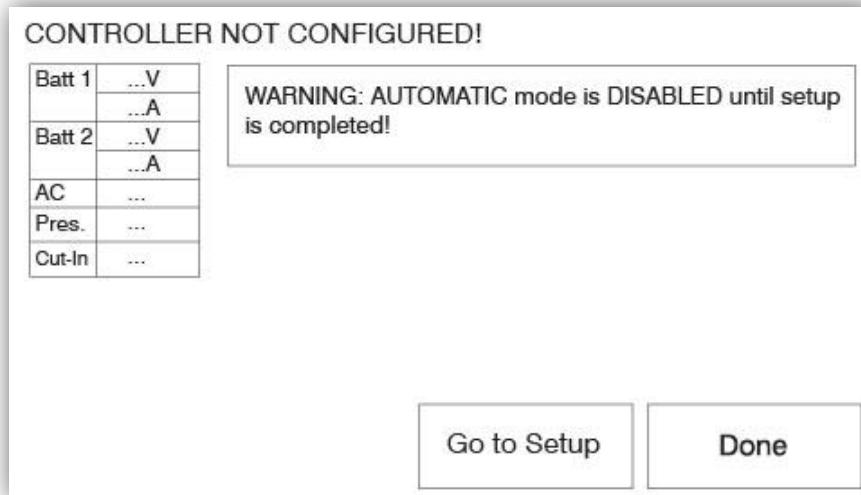 CONTROLLER NOT CONFIGURED!
Batt 1 ...V
...A
Batt 2 ...V
...A
AC ...
Pres. ...
Cut-In ...
WARNING: AUTOMATIC mode is DISABLED until setup
is completed!
Go to Setup
Done